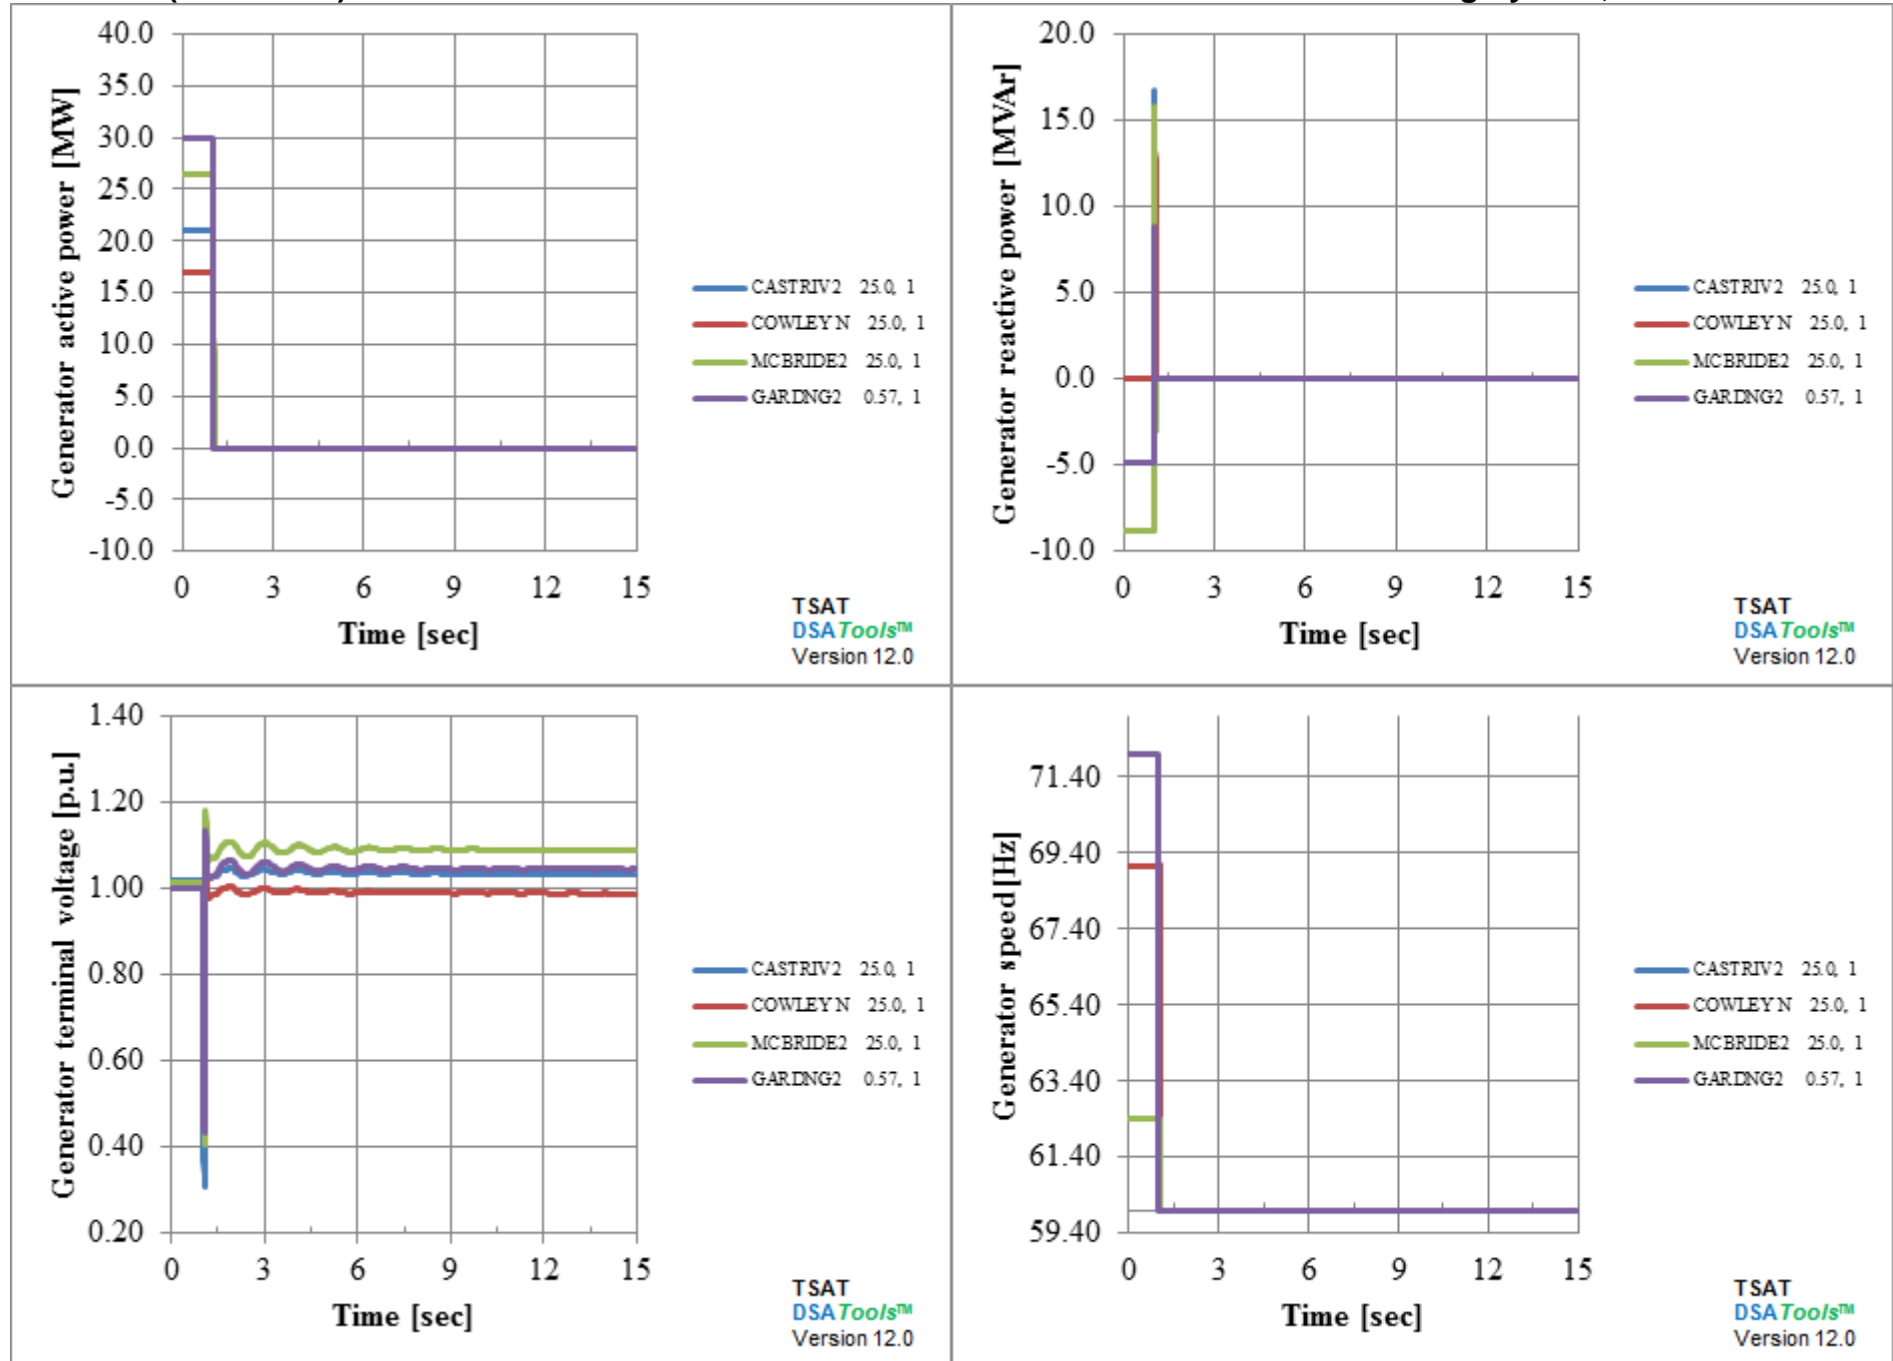 Generator active power [MW]
40.0
35.0
30.0
25.0
20.0
15.0
10.0
5.0
0.0
-5.0
-10.0
0 3 6 9 12 15
Time [sec]
CASTRIV2 25.0, 1
COWLEY N 25.0, 1
MCBRIDE2 25.0, 1
GARDNG2 0.57, 1
TSAT
DSATools™
Version 12.0
Generator reactive power [MVAr]
20.0
15.0
10.0
5.0
0.0
-5.0
-10.0
0 3 6 9 12 15
Time [sec]
CASTRIV2 25.0, 1
COWLEY N 25.0, 1
MCBRIDE2 25.0, 1
GARDNG2 0.57, 1
TSAT
DSATools™
Version 12.0
Generator terminal voltage [p.u.]
1.40
1.20
1.00
0.80
0.60
0.40
0.20
0 3 6 9 12 15
Time [sec]
CASTRIV2 25.0, 1
COWLEY N 25.0, 1
MCBRIDE2 25.0, 1
GARDNG2 0.57, 1
TSAT
DSATools™
Version 12.0
Generator speed [Hz]
71.40
69.40
67.40
65.40
63.40
61.40
59.40
0 3 6 9 12 15
Time [sec]
CASTRIV2 25.0, 1
COWLEY N 25.0, 1
MCBRIDE2 25.0, 1
GARDNG2 0.57, 1
TSAT
DSATools™
Version 12.0